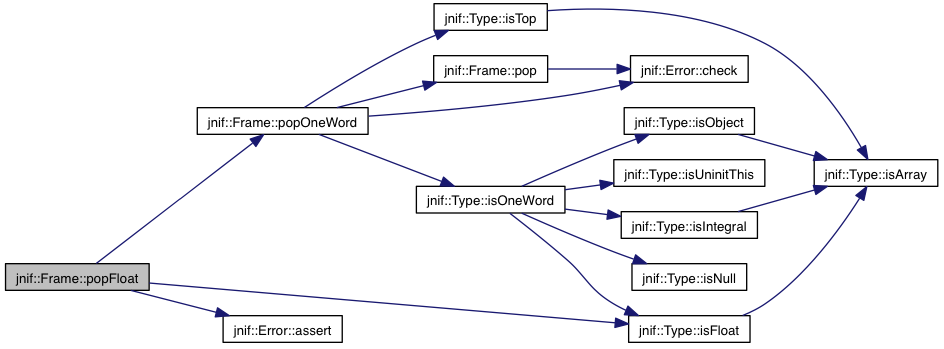 jnif::Type::isTop
jnif::Frame::pop
jnif::Error::check
jnif::Frame::popOneWord
jnif::Type::isObject
jnif::Type::isUninitThis
jnif::Type::isArray
jnif::Type::isOneWord
jnif::Type::isIntegral
jnif::Frame::popFloat
jnif::Type::isNull
jnif::Error::assert
jnif::Type::isFloat